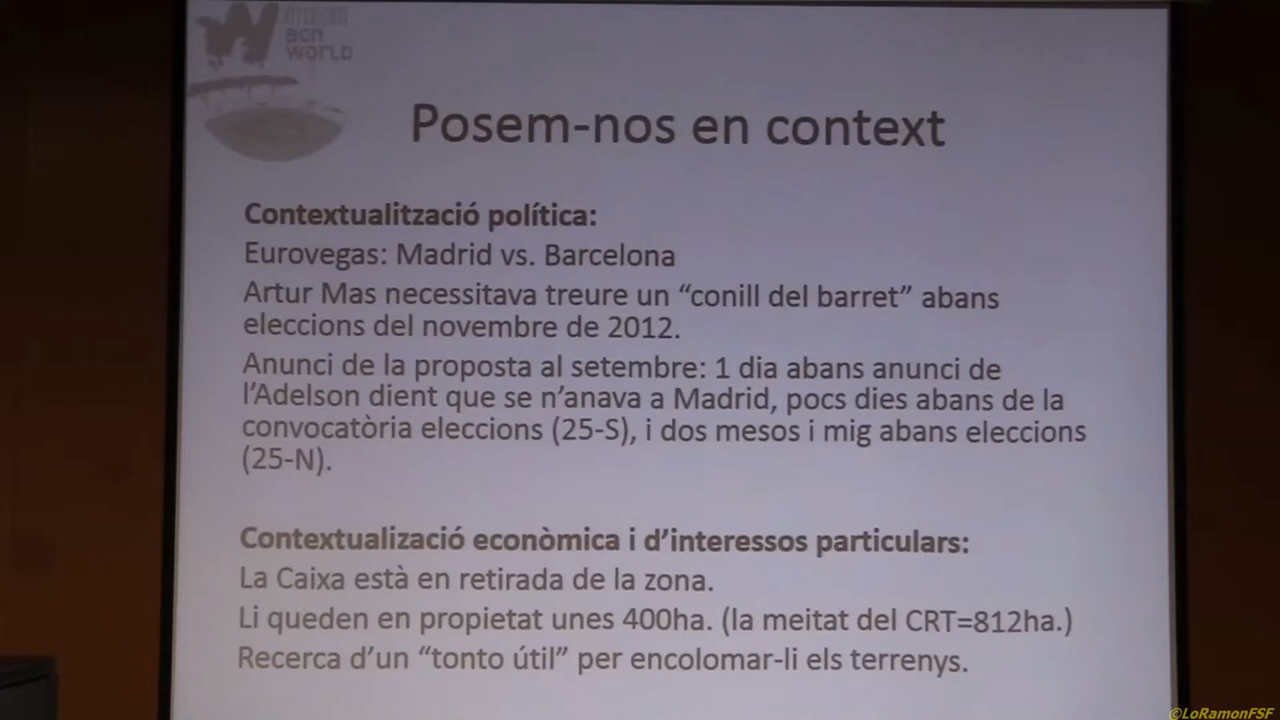 BCN
WORLD
Posem-nos en context
Contextualització política:
Eurovegas: Madrid vs. Barcelona
Artur Mas necessitava treure un “conill del barret” abans
eleccions del novembre de 2012.
Anunci de la proposta al setembre: 1 dia abans anunci de
l’Adelson dient que se n’anava a Madrid, pocs dies abans de la
convocatòria eleccions (25-S), i dos mesos i mig abans eleccions
(25-N).
Contextualizació econòmica i d’interessos particulars:
La Caixa està en retirada de la zona.
Li queden en propietat unes 400ha. (la meitat del CRT=812ha.)
Recerca d’un “tonto útil” per encolomar-li els terrenys.
©LoRamonFSF